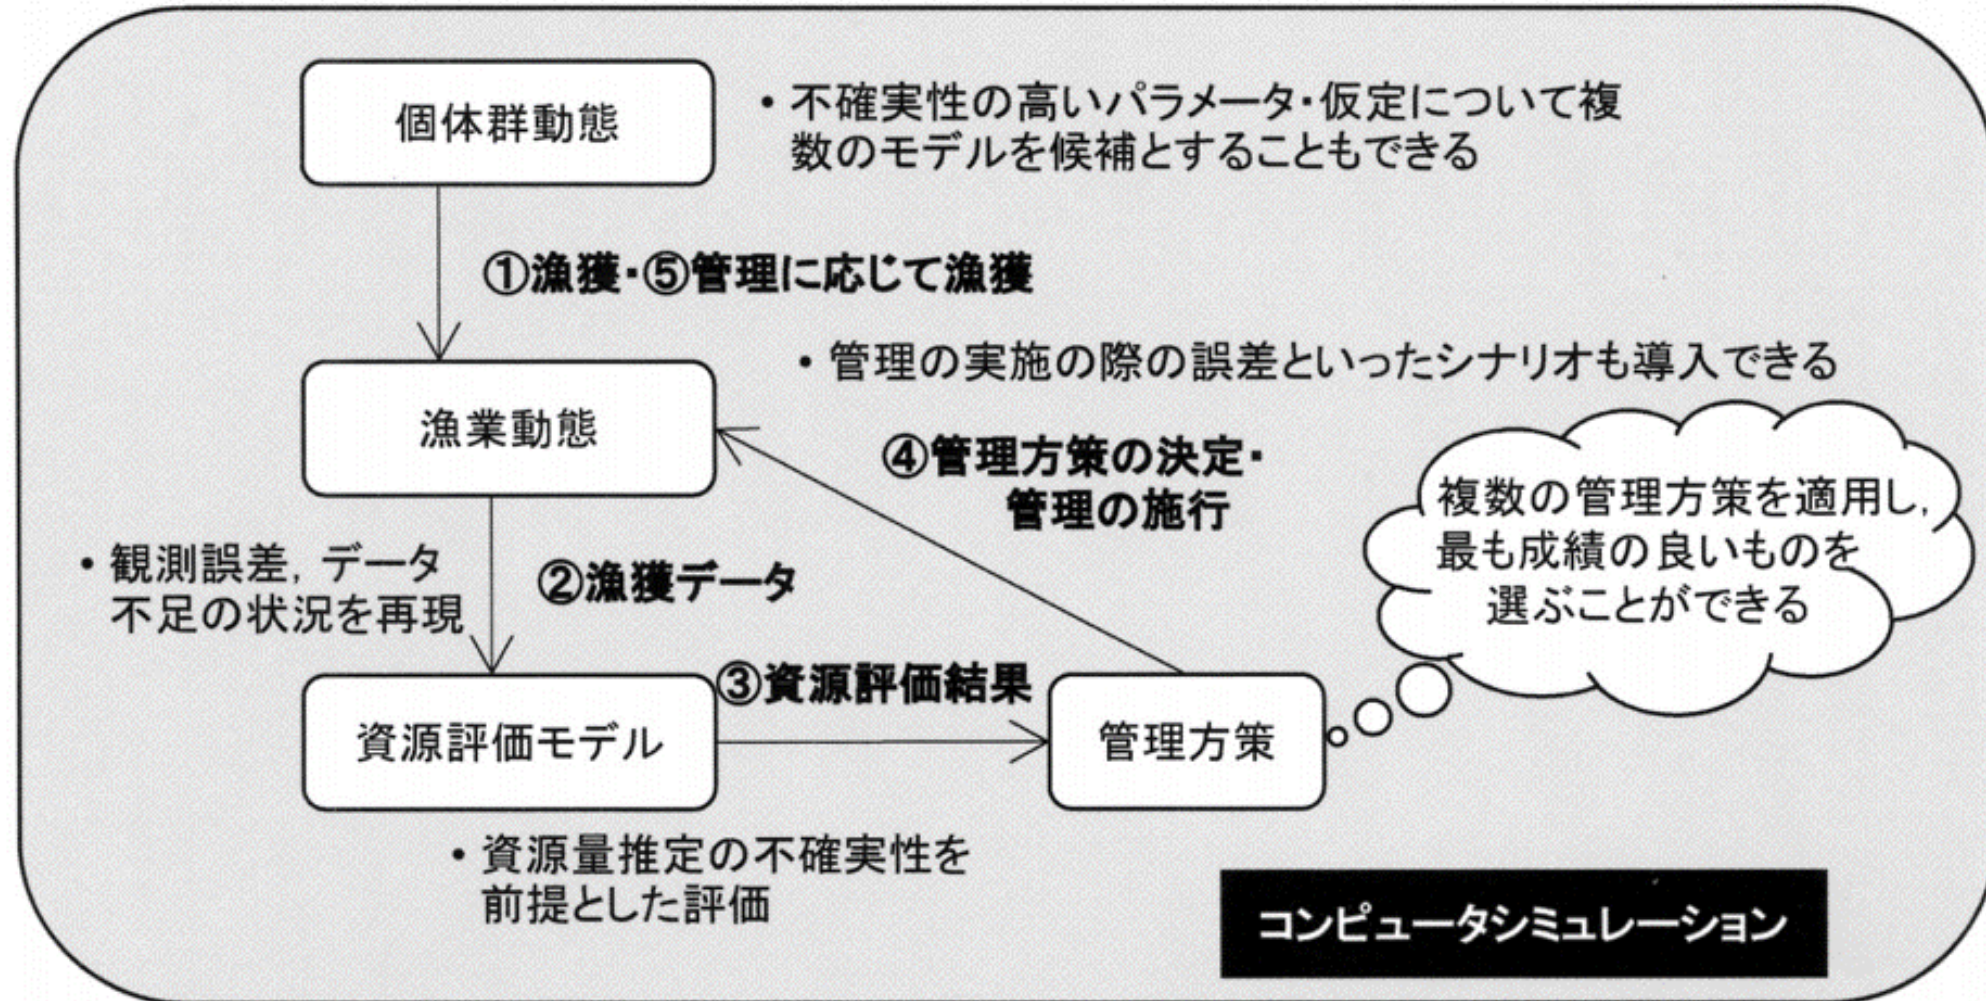 個体群動態
・不確実性の高いパラメータ・仮定について複
数のモデルを候補とすることもできる
①漁獲・⑤管理に応じて漁獲
漁業動態
・管理の実施の際の誤差といったシナリオも導入できる
④管理方策の決定・
管理の施行
複数の管理方策を適用し,
最も成績の良いものを
選ぶことができる
・観測誤差, データ
不足の状況を再現
②漁獲データ
資源評価モデル
③資源評価結果
管理方策
・資源量推定の不確実性を
前提とした評価
コンピュータシミュレーション